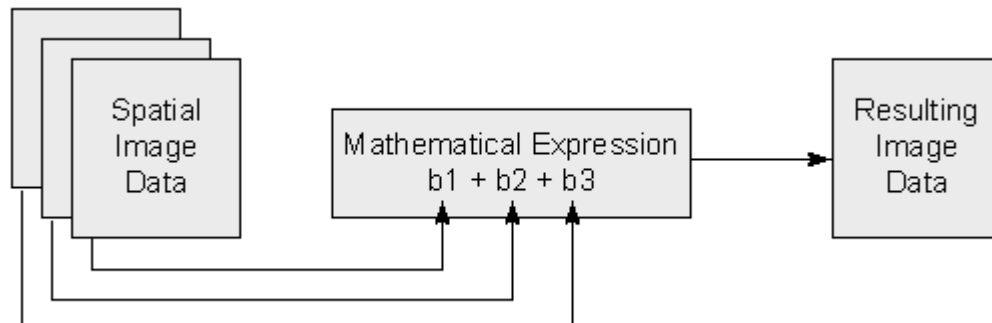 Spatial
Image
Data
Mathematical Expression
b1 + b2 + b3
Resulting
Image
Data